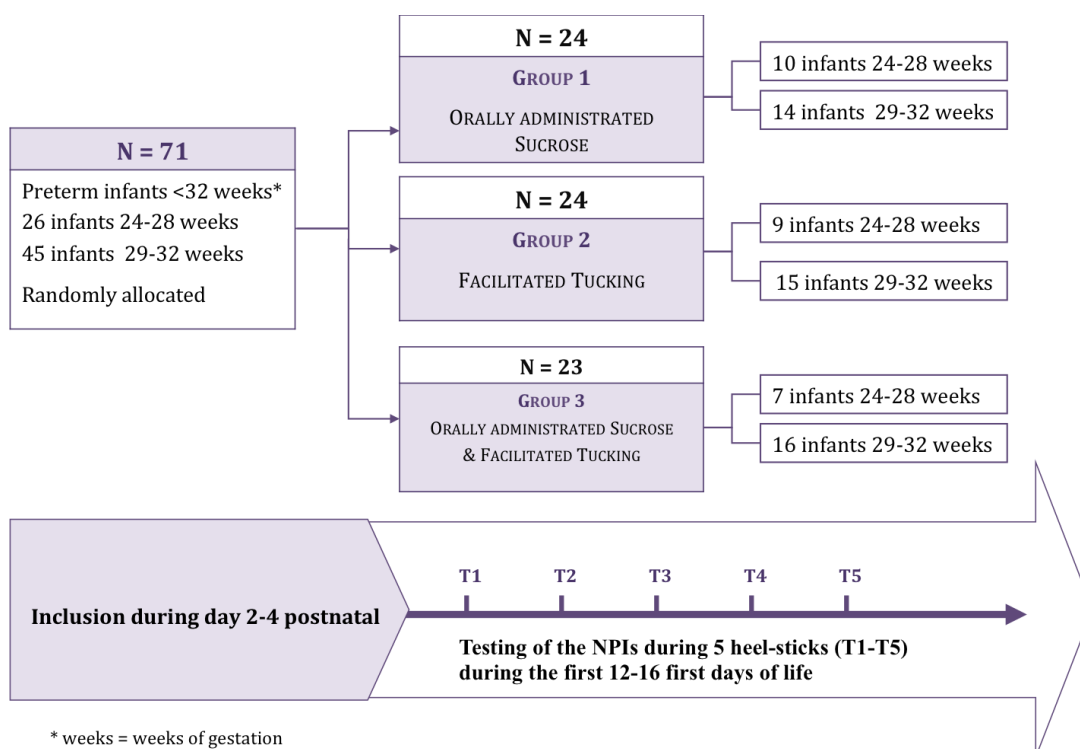 N = 71
Preterm infants <32 weeks*
26 infants 24-28 weeks
45 infants 29-32 weeks
Randomly allocated
N = 24
GROUP 1
ORALLY ADMINISTRATED
SUCROSE
10 infants 24-28 weeks
14 infants 29-32 weeks
N = 24
GROUP 2
FACILITATED TUCKING
9 infants 24-28 weeks
15 infants 29-32 weeks
N = 23
GROUP 3
ORALLY ADMINISTRATED SUCROSE
& FACILITATED TUCKING
7 infants 24-28 weeks
16 infants 29-32 weeks
Inclusion during day 2-4 postnatal
T1 T2 T3 T4 T5
Testing of the NPIs during 5 heel-sticks (T1-T5)
during the first 12-16 first days of life
* weeks = weeks of gestation